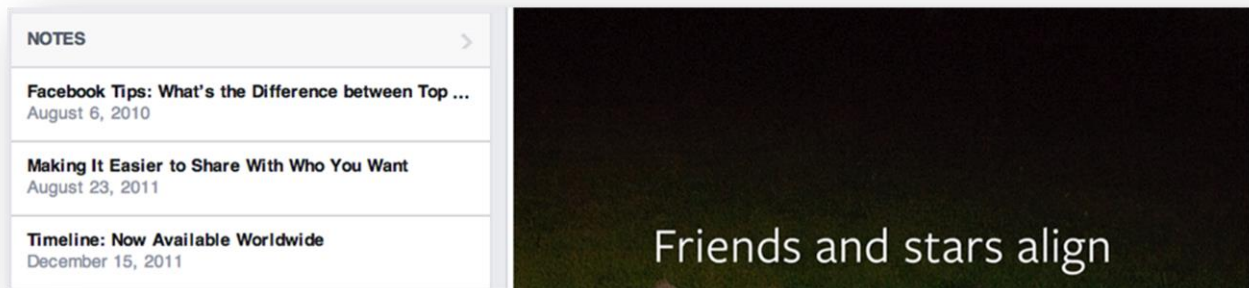 NOTES
Facebook Tips: What's the Difference between Top ...
August 6, 2010
Making It Easier to Share With Who You Want
August 23, 2011
Timeline: Now Available Worldwide
December 15, 2011
Friends and stars align